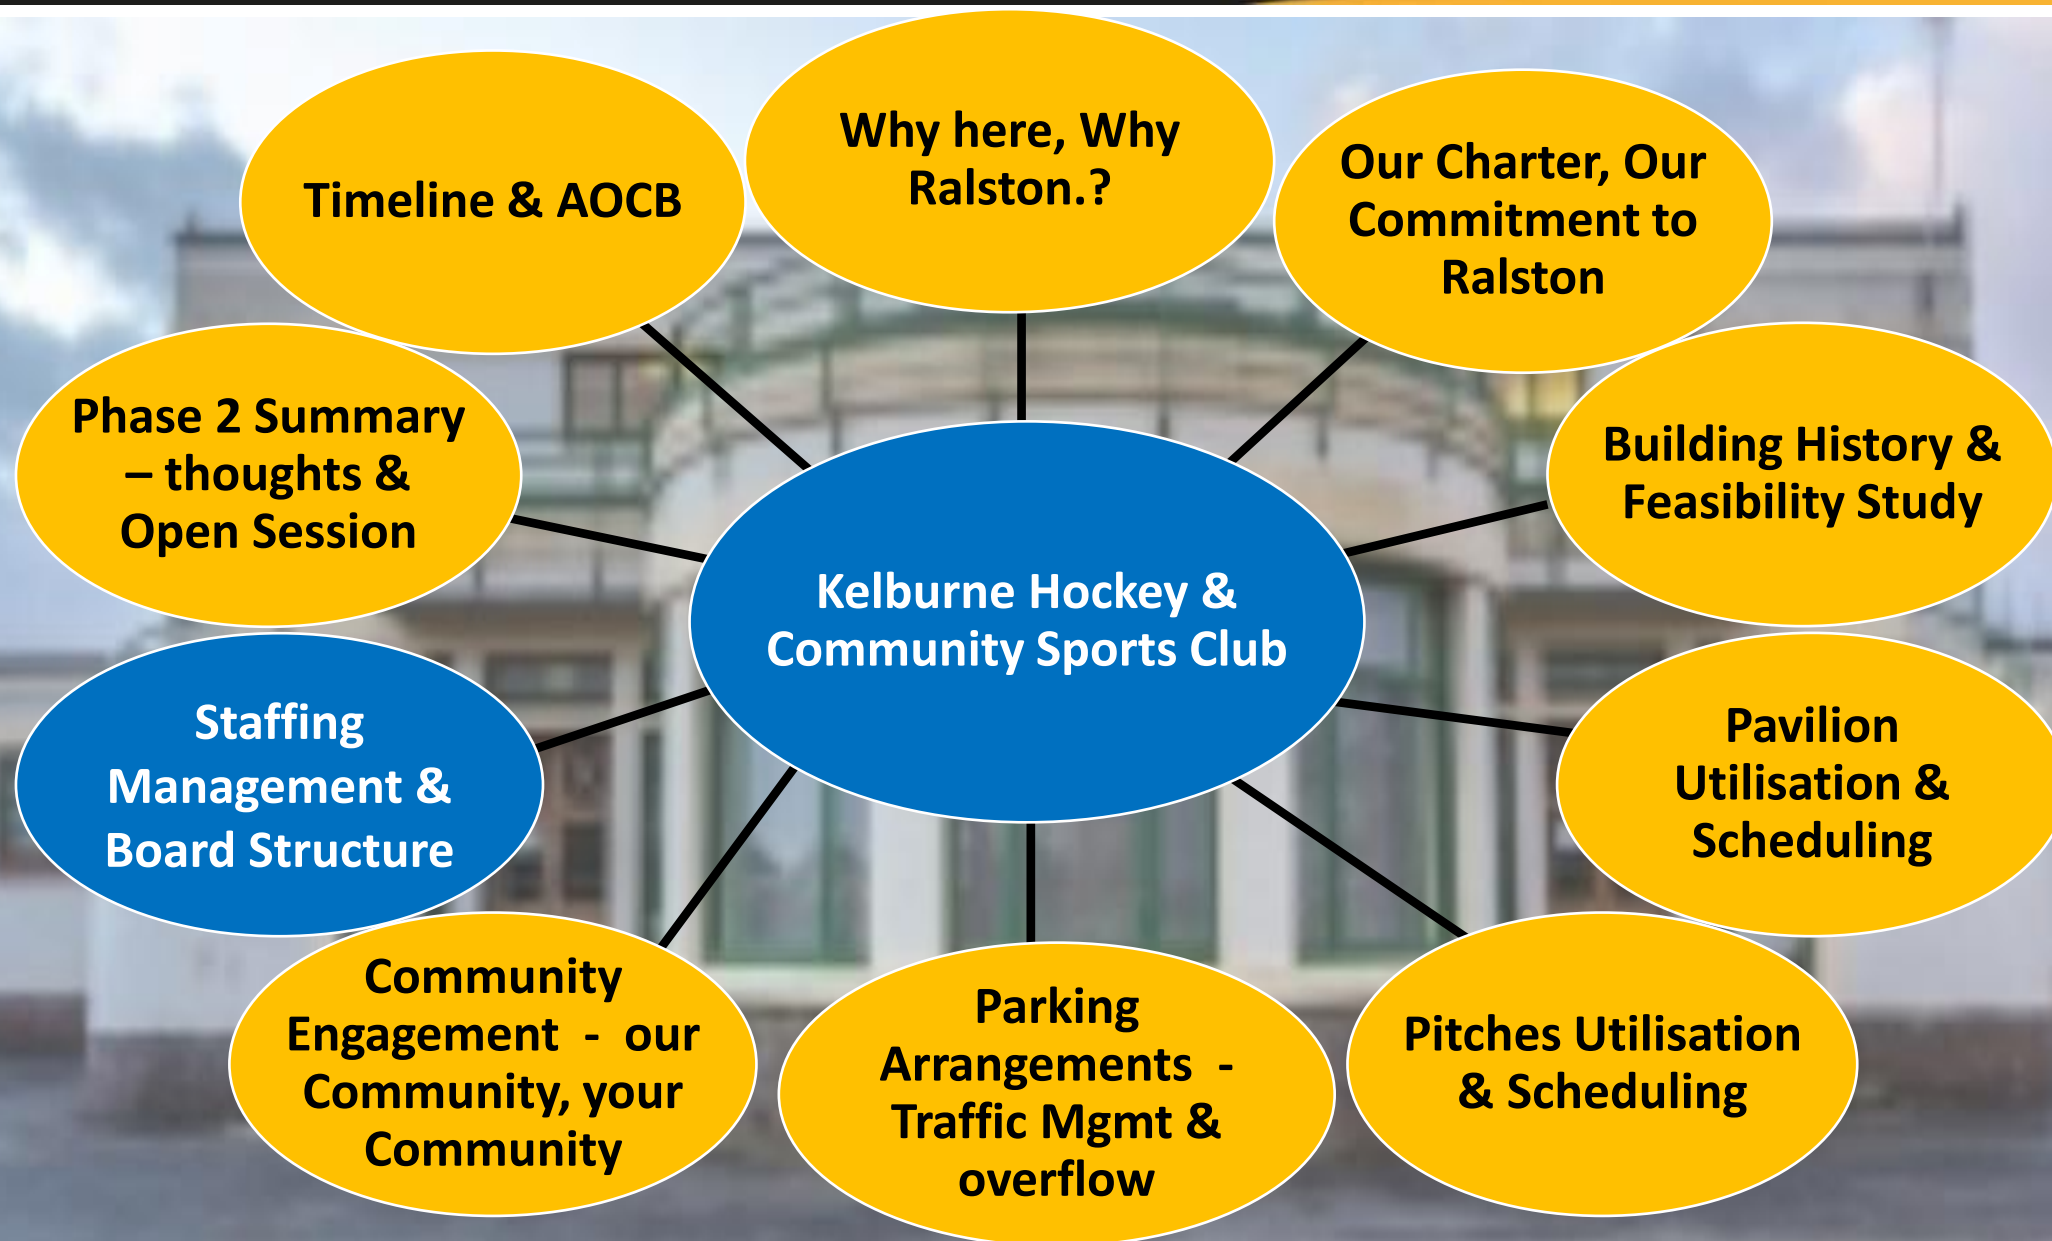 Why here, Why
Ralston.?
Our Charter, Our
Commitment to
Ralston
Building History &
Feasibility Study
Pavilion
Utilisation &
Scheduling
Pitches Utilisation
& Scheduling
Parking
Arrangements  -
Traffic Mgmt &
overflow
Community
Engagement  -  our
Community, your
Community
Staffing
Management &
Board Structure
Phase 2 Summary
– thoughts &
Open Session
Timeline & AOCB
Kelburne Hockey &
Community Sports Club